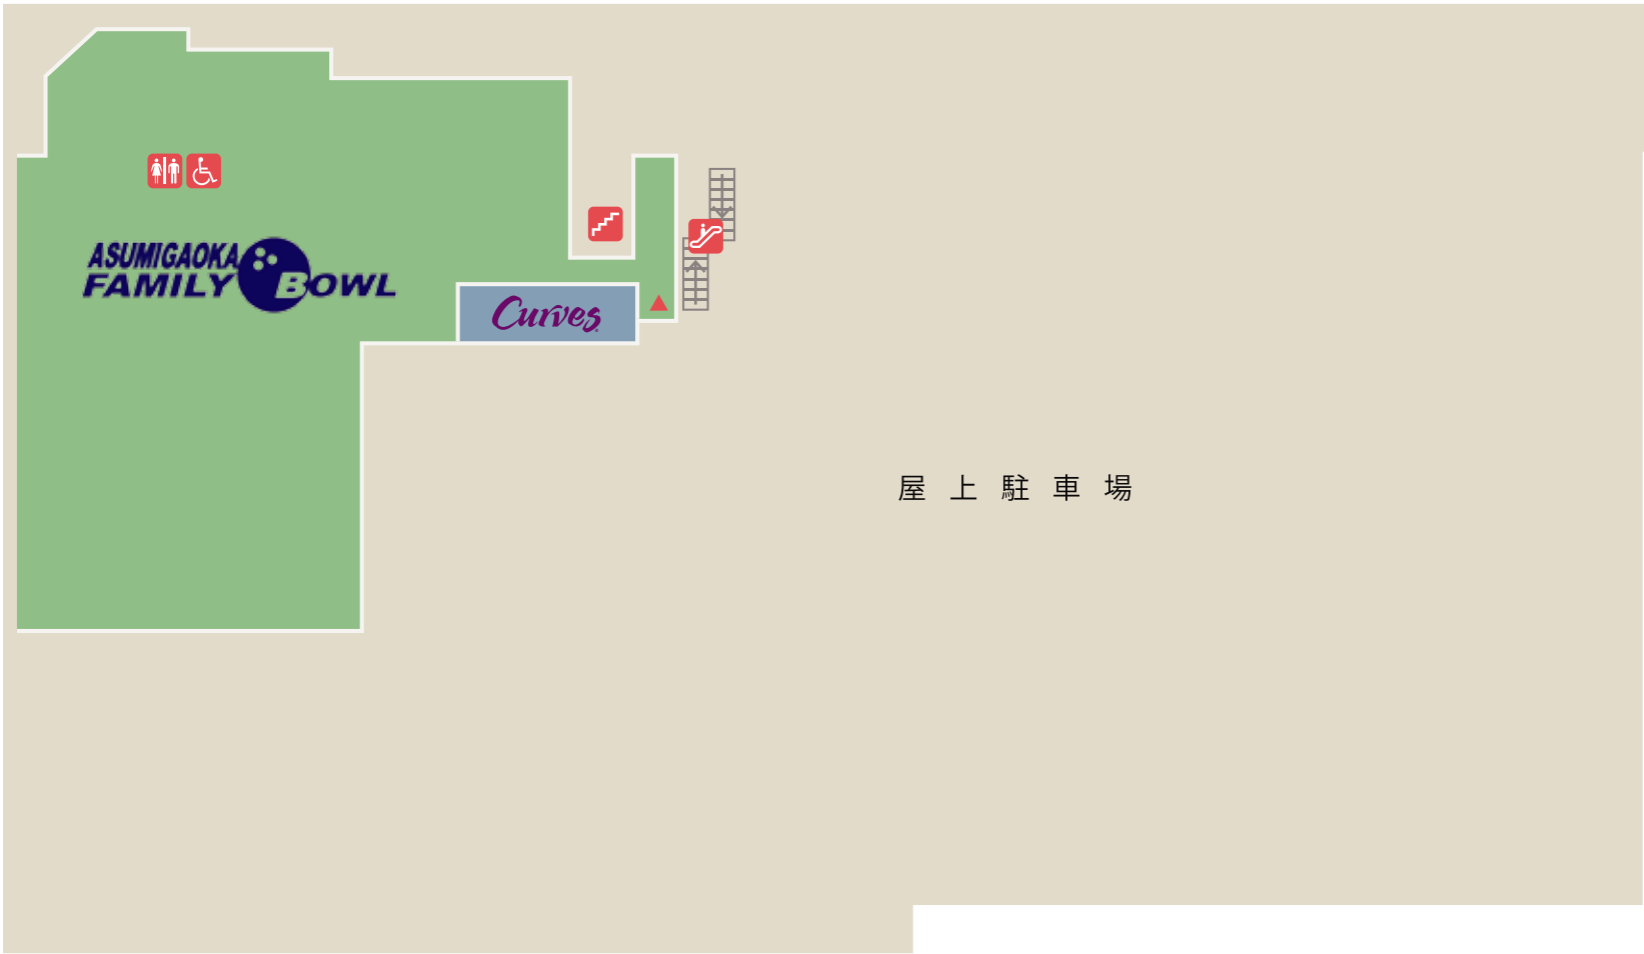 ASUMIGAOKA
FAMILY BOWL
Curves
屋上駐車場